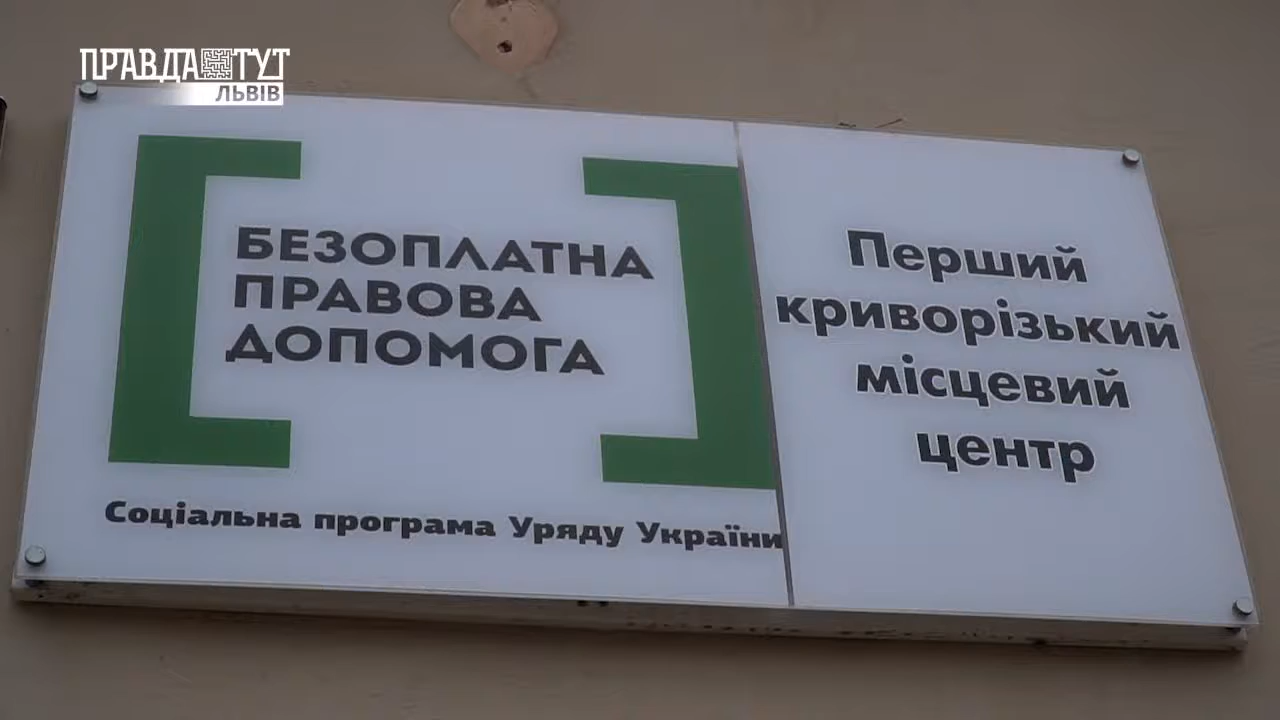 ПРАВДА ТУТ
ЛЬВІВ
БЕЗОПЛАТНА
ПРАВОВА
ДОПОМОГА
Соціальна програма Уряду України
Перший
криворізький
місцевий
центр